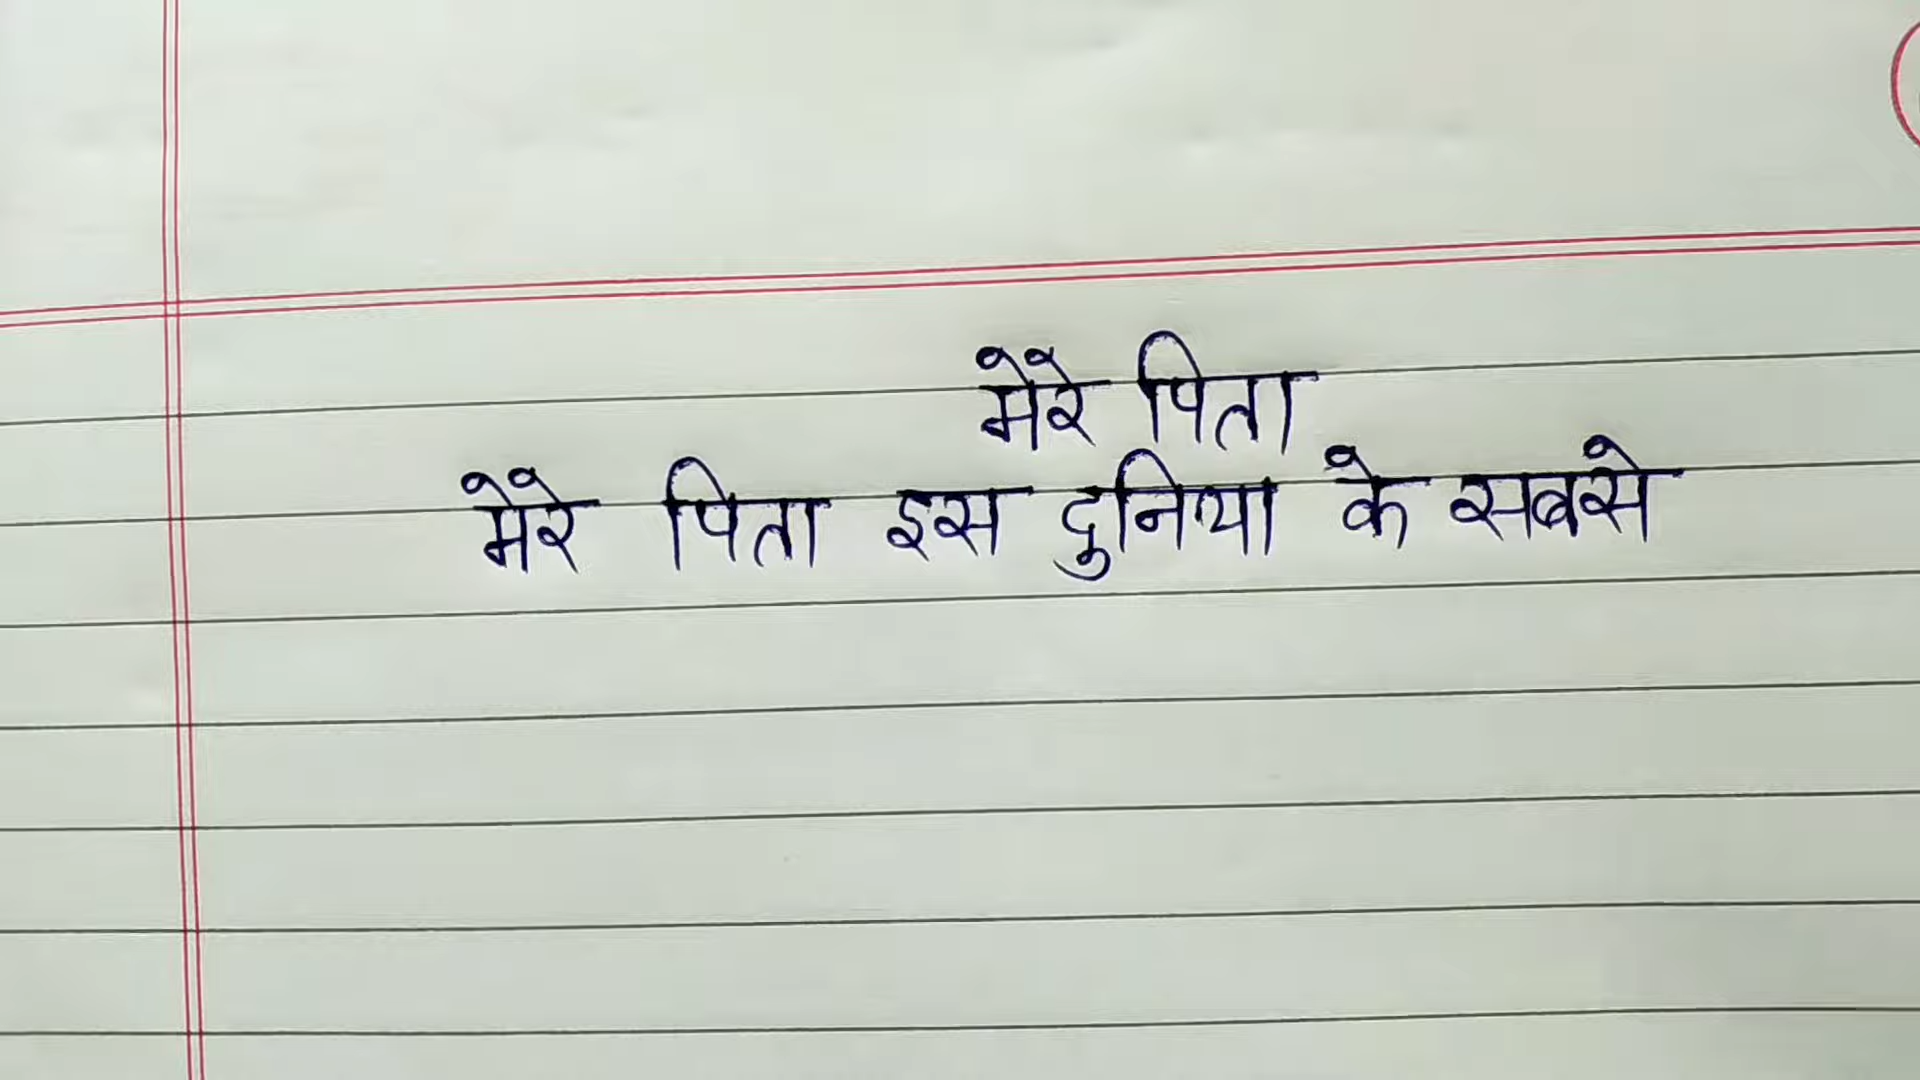 मेरे पिता
मेरे पिता इस दुनिया के सबसे